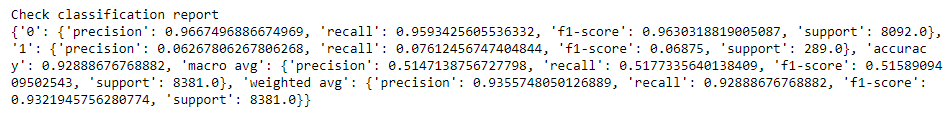 Check classification report
{'0': {'precision': 0.9667496886674969, 'recall': 0.9593425605536332, 'f1-score': 0.9630318819005087, 'support': 8092.0},
'1': {'precision': 0.06267806267806268, 'recall': 0.07612456747404844, 'f1-score': 0.06875, 'support': 289.0}, 'accurac
y': 0.92888676768882, 'macro avg': {'precision': 0.5147138756727798, 'recall': 0.5177335640138409, 'f1-score': 0.51589094
09502543, 'support': 8381.0}, 'weighted avg': {'precision': 0.9355748050126889, 'recall': 0.92888676768882, 'f1-score':
0.9321945756280774, 'support': 8381.0}}